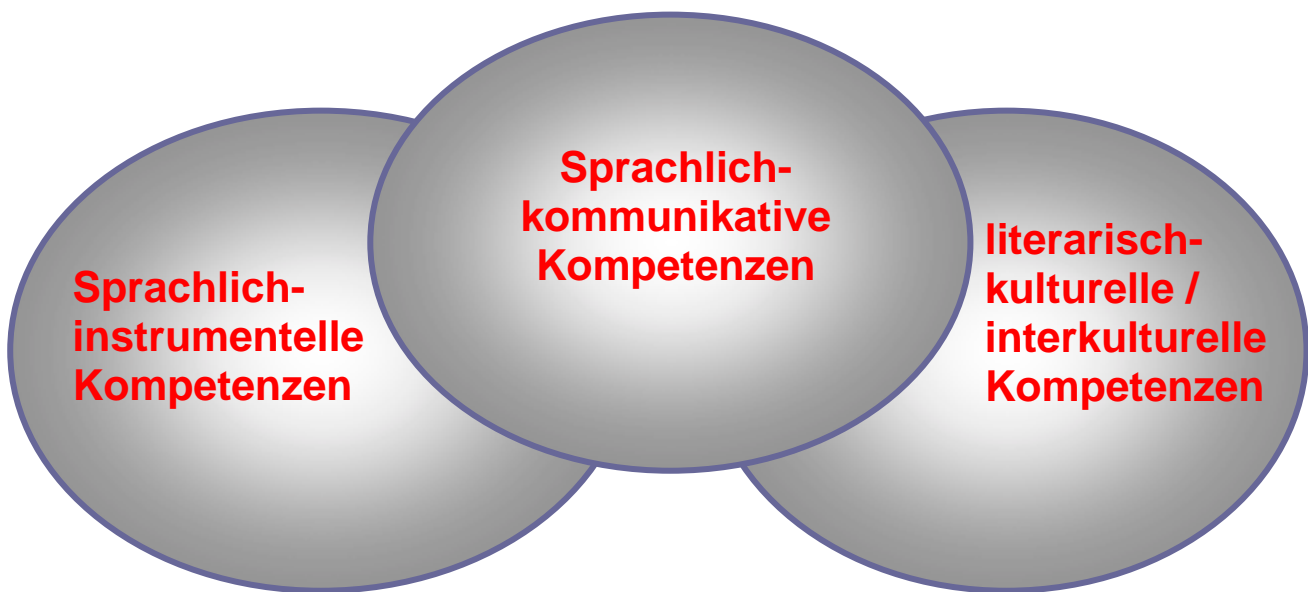 Sprachlich-
instrumentelle
Kompetenzen
Sprachlich-
kommunikative
Kompetenzen
literarisch-
kulturelle /
interkulturelle
Kompetenzen